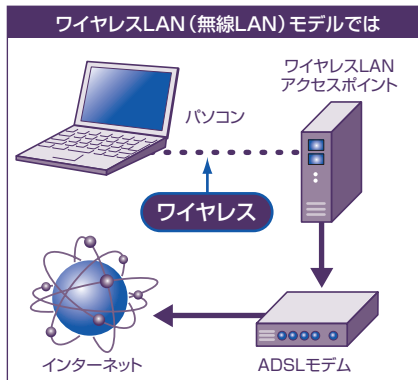 ワイヤレスLAN(無線LAN)モデルでは
ワイヤレスLAN
アクセスポイント
パソコン
ワイヤレス
インターネット
ADSLモデム